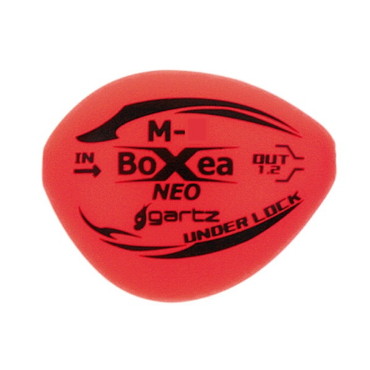 M-
IN
BoXea
OUT
1.2
NEO
gartz
UNDER LOCK